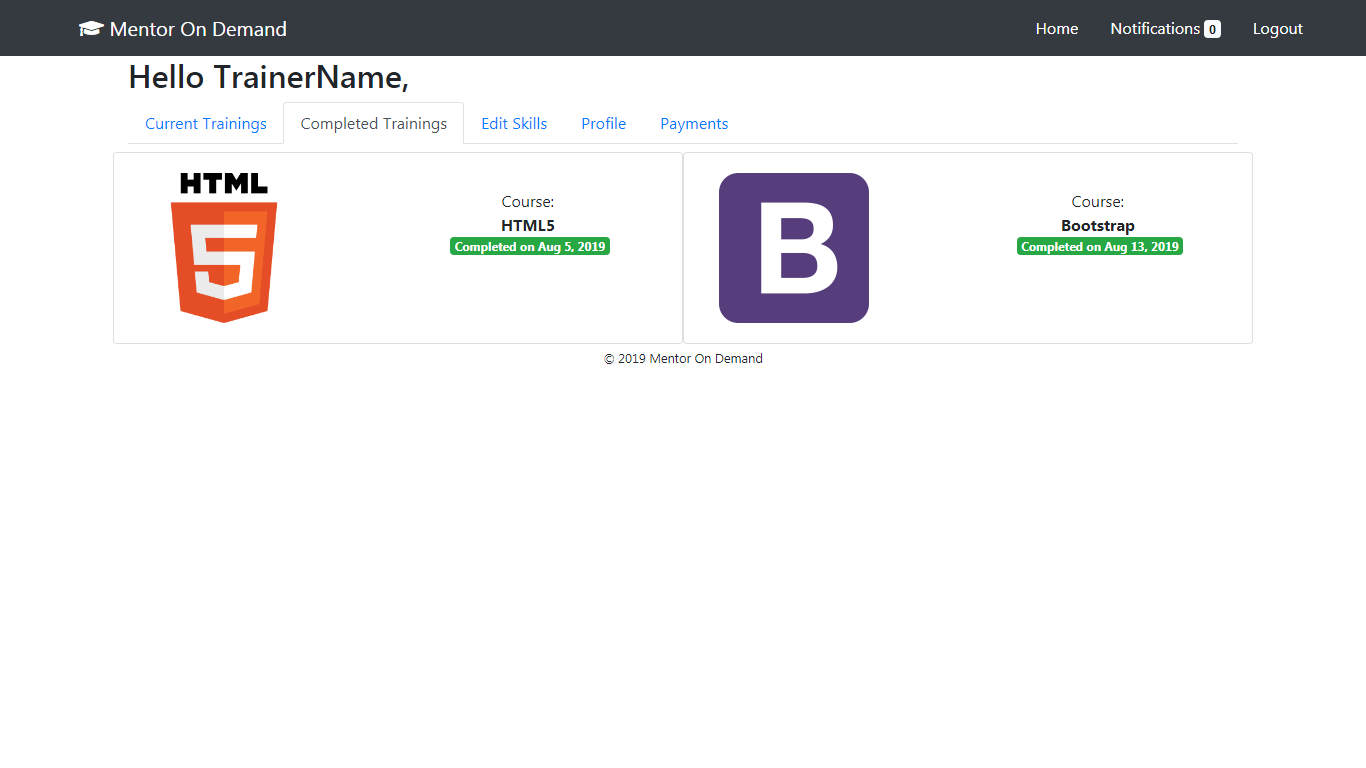 Mentor On Demand
Home Notifications 0 Logout
Hello TrainerName,
Current Trainings Completed Trainings Edit Skills Profile Payments
HTML
5
Course:
HTML5
Completed on Aug 5, 2019
B
Course:
Bootstrap
Completed on Aug 13, 2019
© 2019 Mentor On Demand